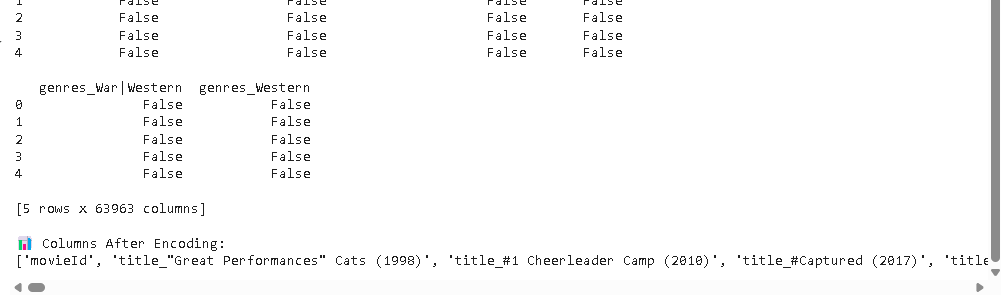 1 False False False False
2 False False False False
3 False False False False
4 False False False False
genres_War|Western genres_Western
0 False False
1 False False
2 False False
3 False False
4 False False
[5 rows x 63963 columns]
📊 Columns After Encoding:
['movieId', 'title_"Great Performances" Cats (1998)', 'title_#1 Cheerleader Camp (2010)', 'title_#Captured (2017)', 'title